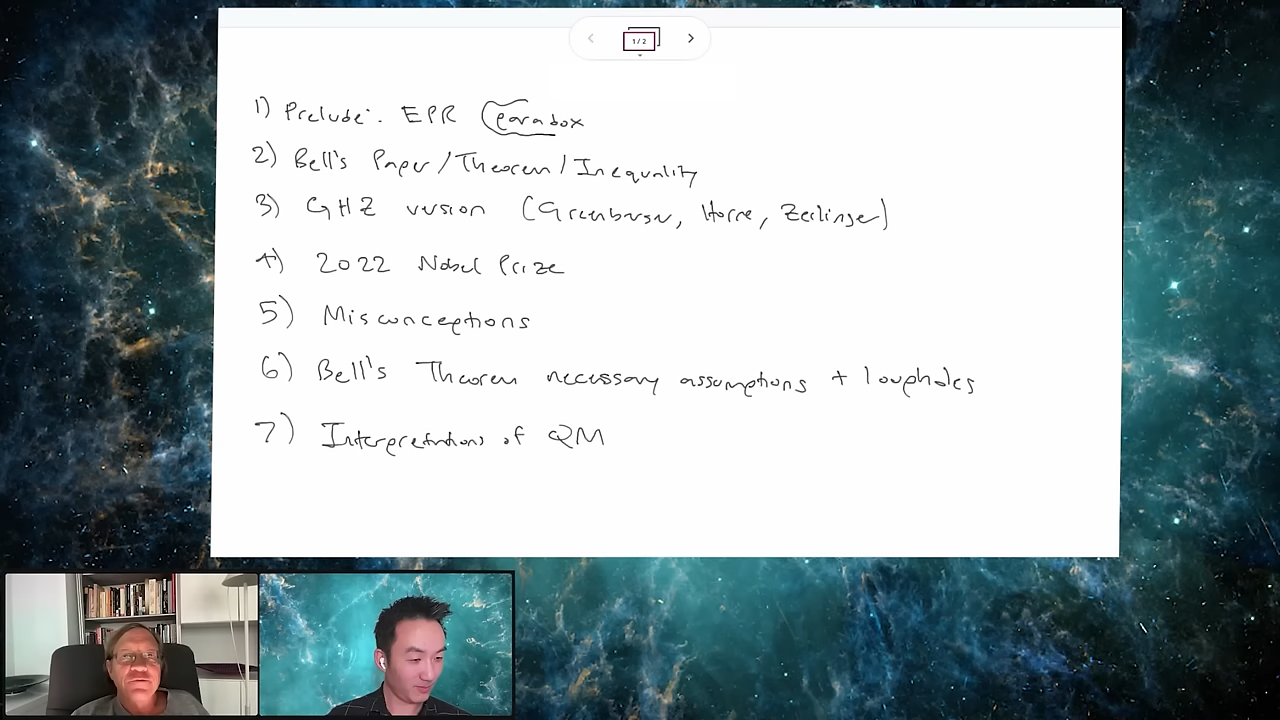 1/2
1) Prelude: EPR (paradox
2) Bell's Paper/Theorem/Inequality
3) GHZ version (Greenberger, Horne, Zeilinger)
4) 2022 Nobel Prize
5) Misconceptions
6) Bell's Theorem necessary assumptions + loopholes
7) Interpretations of QM